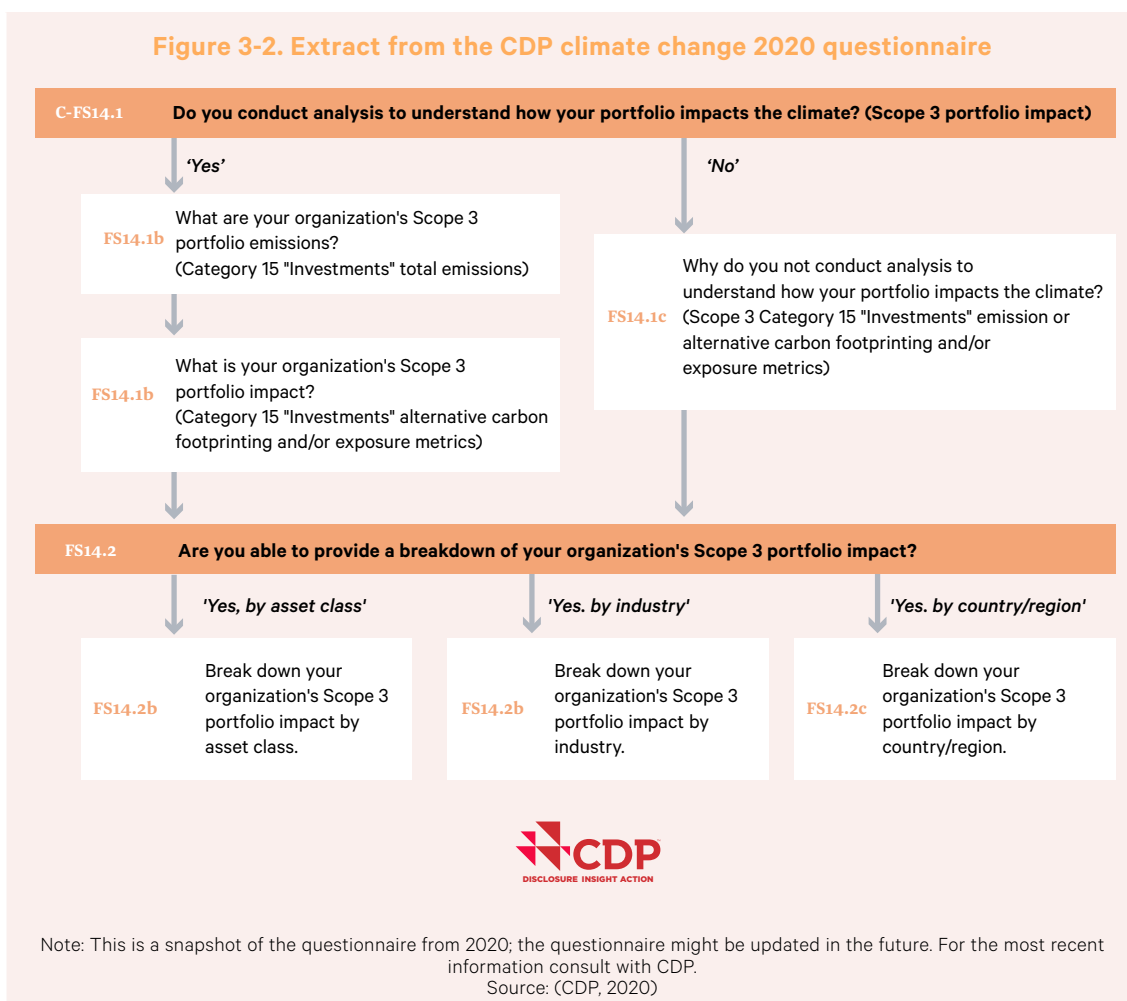 Figure 3-2. Extract from the CDP climate change 2020 questionnaire
C-FS14.1 Do you conduct analysis to understand how your portfolio impacts the climate? (Scope 3 portfolio impact)
‘Yes’
‘No’
FS14.1b
What are your organization's Scope 3
portfolio emissions?
(Category 15 "Investments" total emissions)
FS14.1c
Why do you not conduct analysis to
understand how your portfolio impacts the climate?
(Scope 3 Category 15 "Investments" emission or
alternative carbon footprinting and/or
exposure metrics)
FS14.1b
What is your organization's Scope 3
portfolio impact?
(Category 15 "Investments" alternative carbon
footprinting and/or exposure metrics)
FS14.2 Are you able to provide a breakdown of your organization's Scope 3 portfolio impact?
'Yes, by asset class'
'Yes. by industry'
'Yes. by country/region'
FS14.2b
Break down your
organization's Scope 3
portfolio impact by
asset class.
FS14.2b
Break down your
organization's Scope 3
portfolio impact by
industry.
FS14.2c
Break down your
organization's Scope 3
portfolio impact by
country/region.
CDP
DISCLOSURE INSIGHT ACTION
Note: This is a snapshot of the questionnaire from 2020; the questionnaire might be updated in the future. For the most recent
information consult with CDP.
Source: (CDP, 2020)